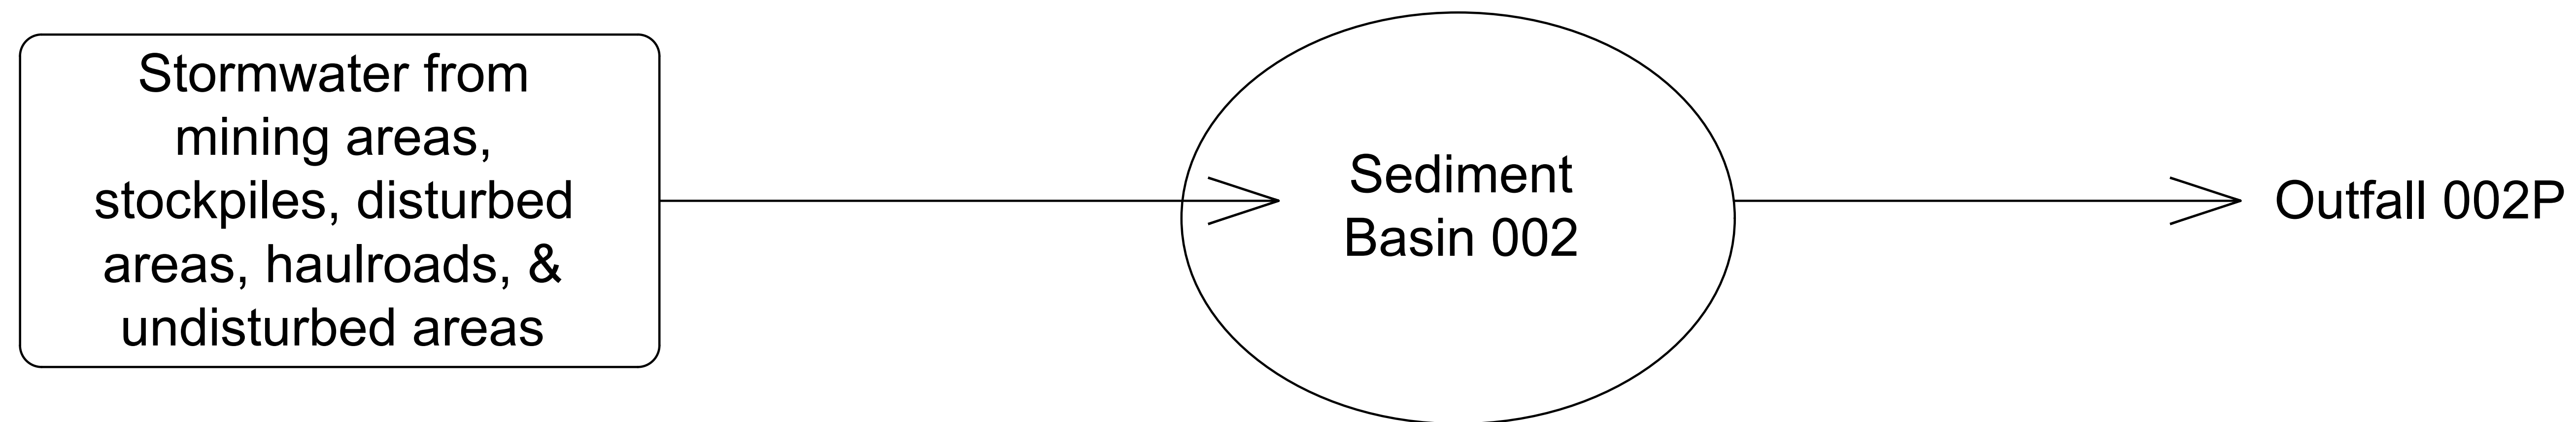 Stormwater from
mining areas,
stockpiles, disturbed
areas, haulroads, &
undisturbed areas
Sediment
Basin 002
Outfall 002P